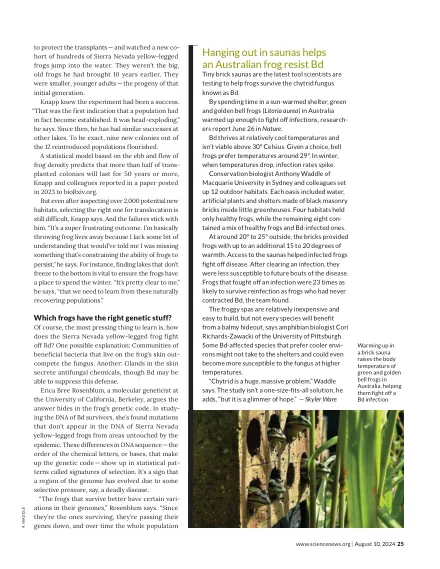 to protect the transplants — and watched a new co-
hort of hundreds of Sierra Nevada yellow-legged
frogs jump into the water. They weren't the big,
old frogs he had brought 10 years earlier. They
were smaller, younger adults — the progeny of that
initial generation.
Knapp knew the experiment had been a success.
"That was the first indication that a population had
in fact become established. It was head-exploding,"
he says. Since then, he has had similar successes at
other lakes. To be exact, nine new colonies out of
the 12 reintroduced populations flourished.
A statistical model based on the ebb and flow of
frog density predicts that more than half of trans-
planted colonies will last for 50 years or more,
Knapp and colleagues reported in a paper posted
in 2023 to bioRxiv.org.
But even after inspecting over 2,000 potential new
habitats, selecting the right one for translocation is
still difficult, Knapp says. And the failures stick with
him. "It's a super frustrating outcome. I'm basically
throwing frog lives away because I lack some bit of
understanding that would've told me I was missing
something that's constraining the ability of frogs to
persist," he says. For instance, finding lakes that don't
freeze to the bottom is vital to ensure the frogs have
a place to spend the winter. "It's pretty clear to me,"
he says, "that we need to learn from these naturally
recovering populations."
Which frogs have the right genetic stuff?
Of course, the most pressing thing to learn is, how
does the Sierra Nevada yellow-legged frog fight
off Bd? One possible explanation: Communities of
beneficial bacteria that live on the frog's skin out-
compete the fungus. Another: Glands in the skin
secrete antifungal chemicals, though Bd may be
able to suppress this defense.
Erica Bree Rosenblum, a molecular geneticist at
the University of California, Berkeley, argues the
answer hides in the frog's genetic code. In study-
ing the DNA of Bd survivors, she's found mutations
that don't appear in the DNA of Sierra Nevada
yellow-legged frogs from areas untouched by the
epidemic. These differences in DNA sequence — the
order of the chemical letters, or bases, that make
up the genetic code — show up in statistical pat-
terns called signatures of selection. It's a sign that
a region of the genome has evolved due to some
selective pressure, say, a deadly disease.
"The frogs that survive better have certain vari-
ations in their genomes," Rosenblum says. "Since
they're the ones surviving, they're passing their
genes down, and over time the whole population
Hanging out in saunas helps
an Australian frog resist Bd
Tiny brick saunas are the latest tool scientists are
testing to help frogs survive the chytrid fungus
known as Bd.
By spending time in a sun-warmed shelter, green
and golden bell frogs (Litoria aurea) in Australia
warmed up enough to fight off infections, research-
ers report June 26 in Nature.
Bd thrives at relatively cool temperatures and
isn't viable above 30° Celsius. Given a choice, bell
frogs prefer temperatures around 29°. In winter,
when temperatures drop, infection rates spike.
Conservation biologist Anthony Waddle of
Macquarie University in Sydney and colleagues set
up 12 outdoor habitats. Each oasis included water,
artificial plants and shelters made of black masonry
bricks inside little greenhouses. Four habitats held
only healthy frogs, while the remaining eight con-
tained a mix of healthy frogs and Bd-infected ones.
At around 20° to 25° outside, the bricks provided
frogs with up to an additional 15 to 20 degrees of
warmth. Access to the saunas helped infected frogs
fight off disease. After clearing an infection, they
were less susceptible to future bouts of the disease.
Frogs that fought off an infection were 23 times as
likely to survive reinfection as frogs who had never
contracted Bd, the team found.
The froggy spas are relatively inexpensive and
easy to build, but not every species will benefit
from a balmy hideout, says amphibian biologist Cori
Richards-Zawacki of the University of Pittsburgh.
Some Bd-affected species that prefer cooler envi-
rons might not take to the shelters and could even
become more susceptible to the fungus at higher
temperatures.
"Chytrid is a huge, massive problem," Waddle
says. The study isn't a one-size-fits-all solution, he
adds, "but it is a glimmer of hope." — Skyler Ware
Warming up in
a brick sauna
raises the body
temperature of
green and golden
bell frogs in
Australia, helping
them fight off a
Bd infection.
A. WADDLE
www.sciencenews.org | August 10, 2024 25